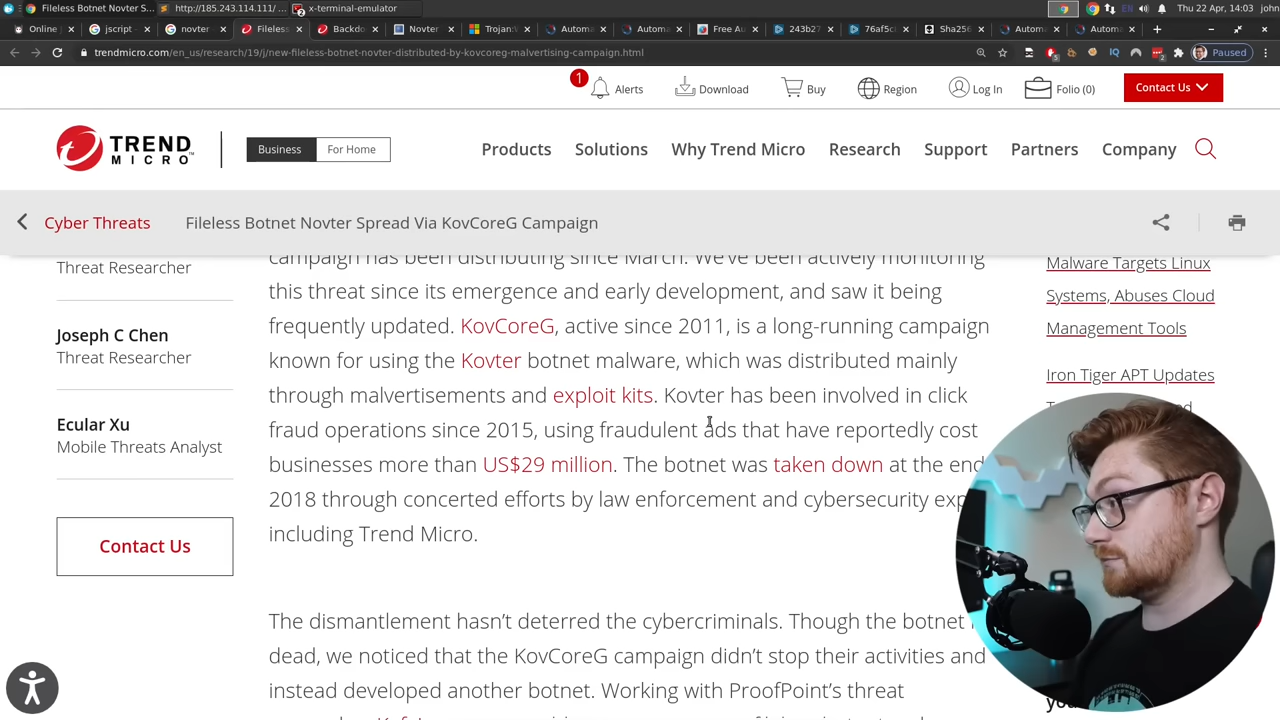 Fileless Botnet Novter S...
http://185.243.114.111/
x-terminal-emulator
Thu 22 Apr, 14:03 john
Online
jscript -
novter
Fileless
Backdo
Novter
Trojan:
Automa
Automa
Free Au
243b27
76af5c
Sha256
Automa
Automa
trendmicro.com/en_us/research/19/j/new-fileless-botnet-novter-distributed-by-kovcoreg-malvertising-campaign.html
Paused
1
Alerts
Download
Buy
Region
Log In
Folio (0)
Contact Us
TREND
MICRO
Business
For Home
Products
Solutions
Why Trend Micro
Research
Support
Partners
Company
Cyber Threats
Fileless Botnet Novter Spread Via KovCoreG Campaign
Threat Researcher
Joseph C Chen
Threat Researcher
Ecular Xu
Mobile Threats Analyst
Contact Us
campaign has been distributing since March. We've been actively monitoring
this threat since its emergence and early development, and saw it being
frequently updated. KovCoreG, active since 2011, is a long-running campaign
known for using the Kovter botnet malware, which was distributed mainly
through malvertisements and exploit kits. Kovter has been involved in click
fraud operations since 2015, using fraudulent ads that have reportedly cost
businesses more than US$29 million. The botnet was taken down at the end
2018 through concerted efforts by law enforcement and cybersecurity exp
including Trend Micro.
The dismantlement hasn't deterred the cybercriminals. Though the botnet
dead, we noticed that the KovCoreG campaign didn't stop their activities and
instead developed another botnet. Working with ProofPoint's threat
Malware Targets Linux
Systems, Abuses Cloud
Management Tools
Iron Tiger APT Updates